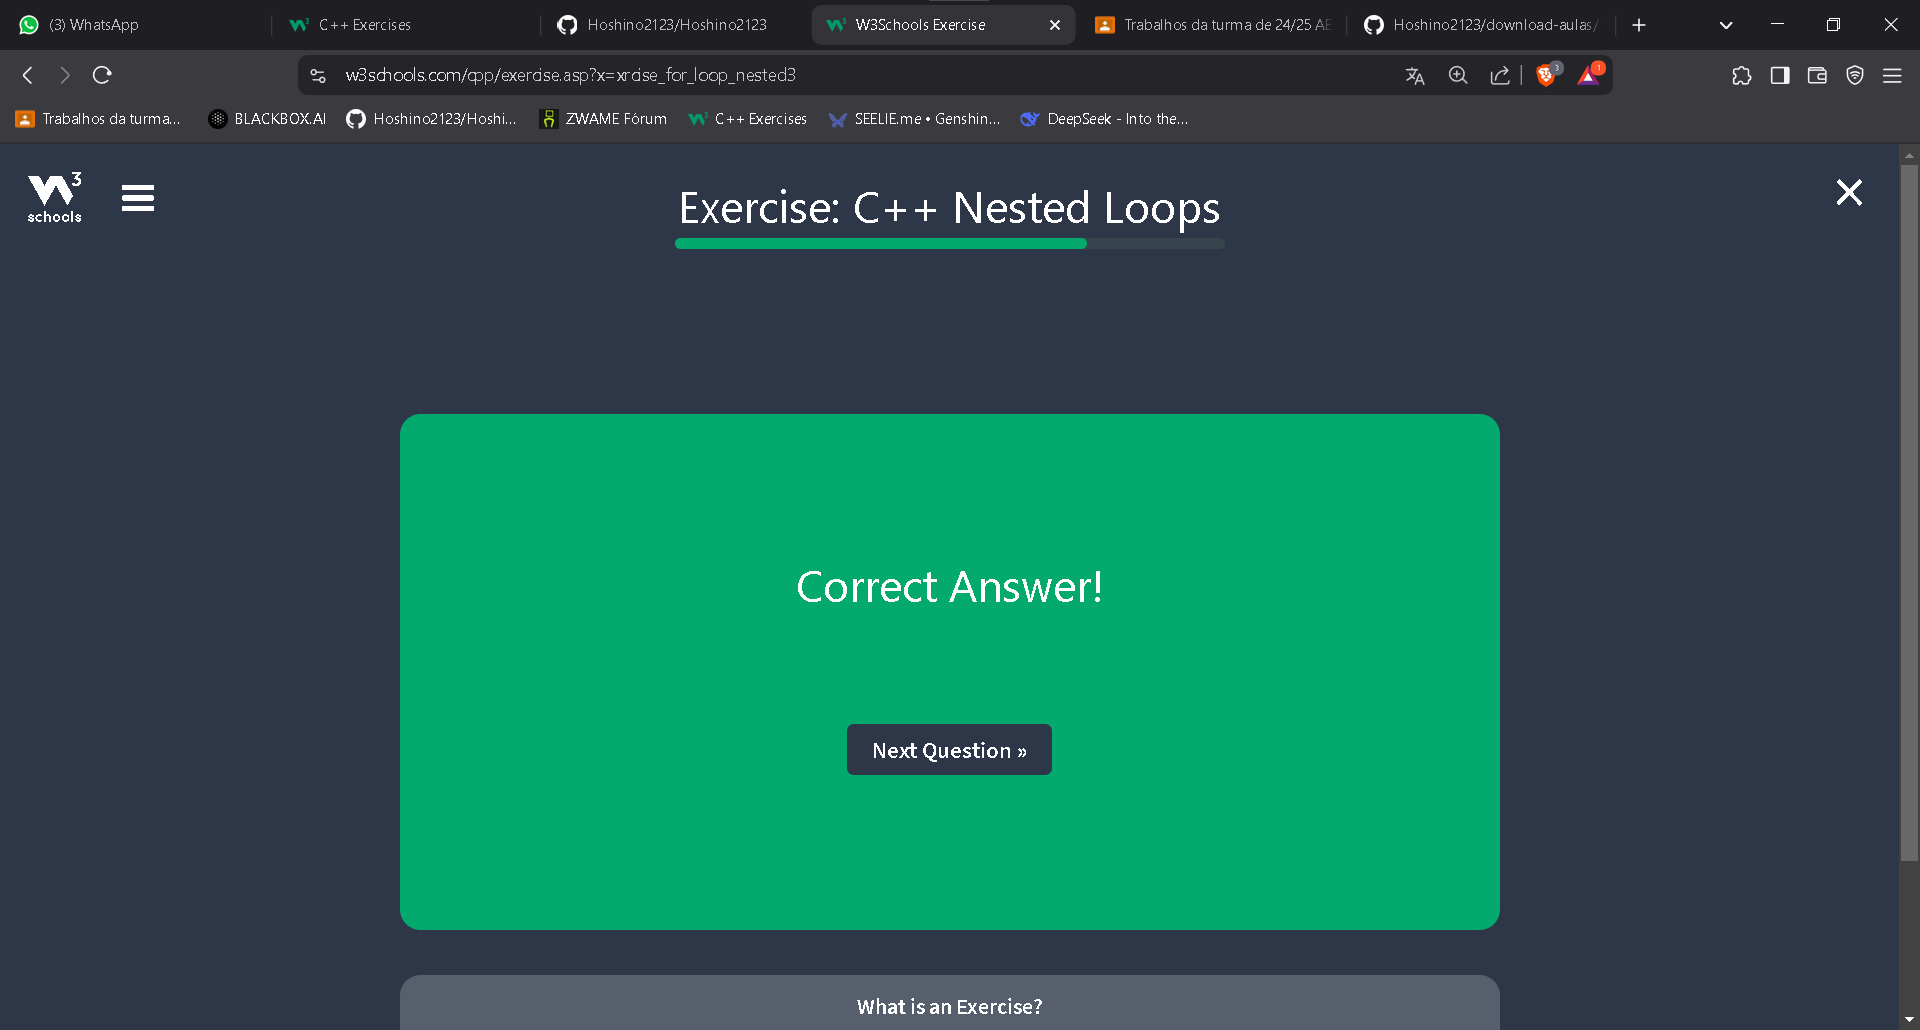 (3) WhatsApp
C++ Exercises
Hoshino2123/Hoshino2123
W3Schools Exercise
Trabalhos da turma de 24/25 AE
Hoshino2123/download-aulas/
w3schools.com/cpp/exercise.asp?x=xrcise_for_loop_nested3
3
1
Trabalhos da turma...
BLACKBOX.AI
Hoshino2123/Hoshi...
ZWAME Fórum
C++ Exercises
SEELIE.me • Genshin...
DeepSeek - Into the...
W3
schools
Exercise: C++ Nested Loops
Correct Answer!
Next Question »
What is an Exercise?